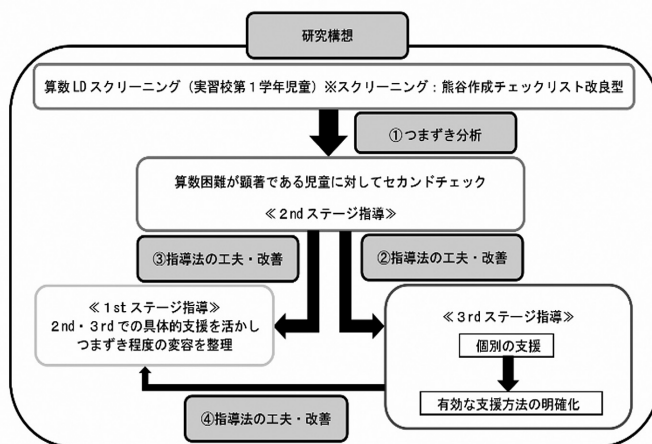 研究構想
算数LDスクリーニング（実習校第1学年児童）※スクリーニング：熊谷作成チェックリスト改良型
①つまずき分析
算数困難が顕著である児童に対してセカンドチェック
≪2ndステージ指導≫
③指導法の工夫・改善
②指導法の工夫・改善
≪1stステージ指導≫
2nd・3rdでの具体的支援を活かし
つまずき程度の変容を整理
≪3rdステージ指導≫
個別の支援
有効な支援方法の明確化
④指導法の工夫・改善